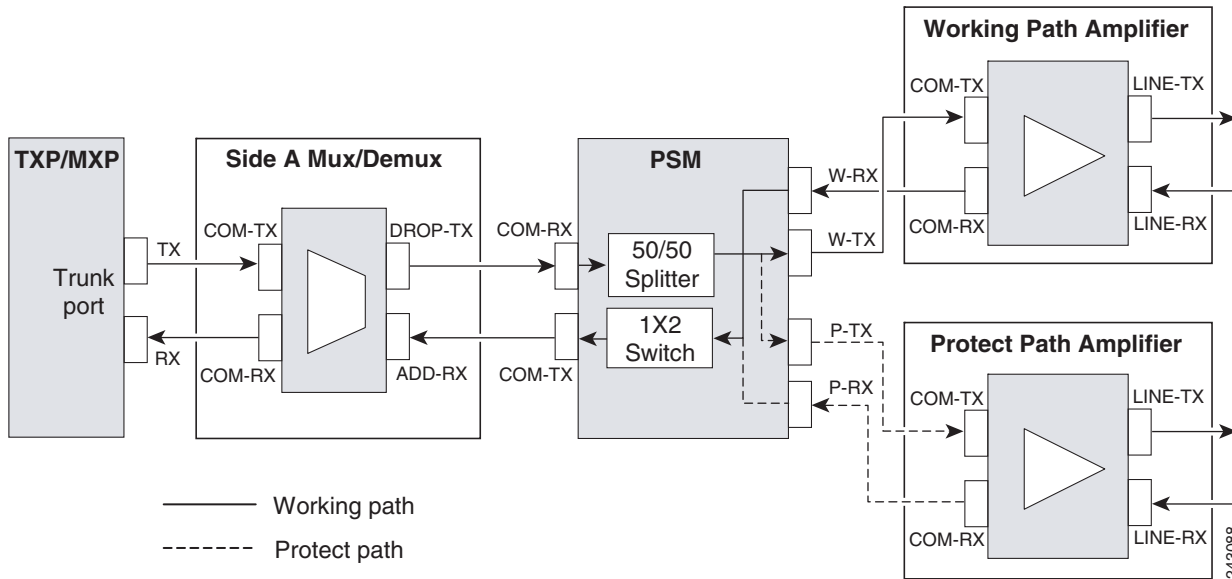 TXP/MXP
Trunk
port
TX
RX
Side A Mux/Demux
COM-TX
DROP-TX
COM-RX
ADD-RX
PSM
COM-RX
50/50
Splitter
1X2
Switch
COM-TX
W-RX
W-TX
P-TX
P-RX
Working Path Amplifier
COM-TX
LINE-TX
COM-RX
LINE-RX
Protect Path Amplifier
COM-TX
LINE-TX
COM-RX
LINE-RX
Working path
Protect path
243088